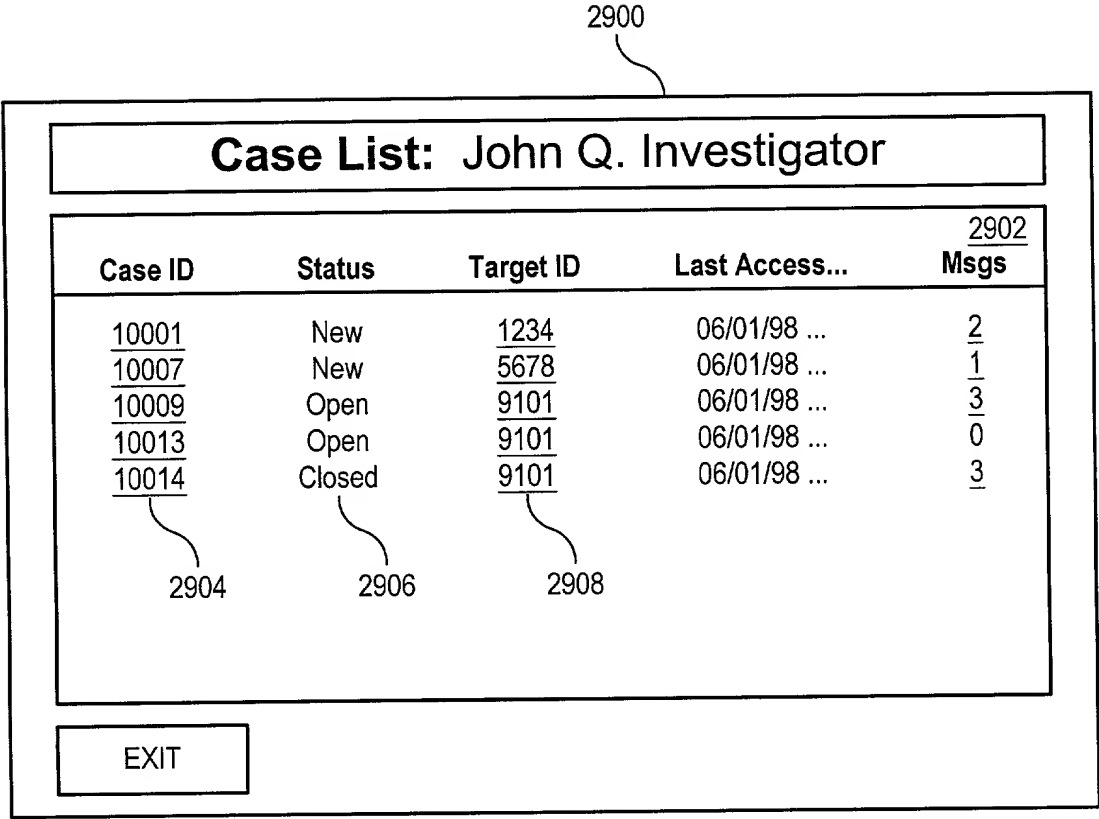 2900
Case List: John Q. Investigator
2902
Case ID Status Target ID Last Access... Msgs
10001 New 1234 06/01/98 ... 2
10007 New 5678 06/01/98 ... 1
10009 Open 9101 06/01/98 ... 3
10013 Open 9101 06/01/98 ... 0
10014 Closed 9101 06/01/98 ... 3
2904 2906 2908
EXIT